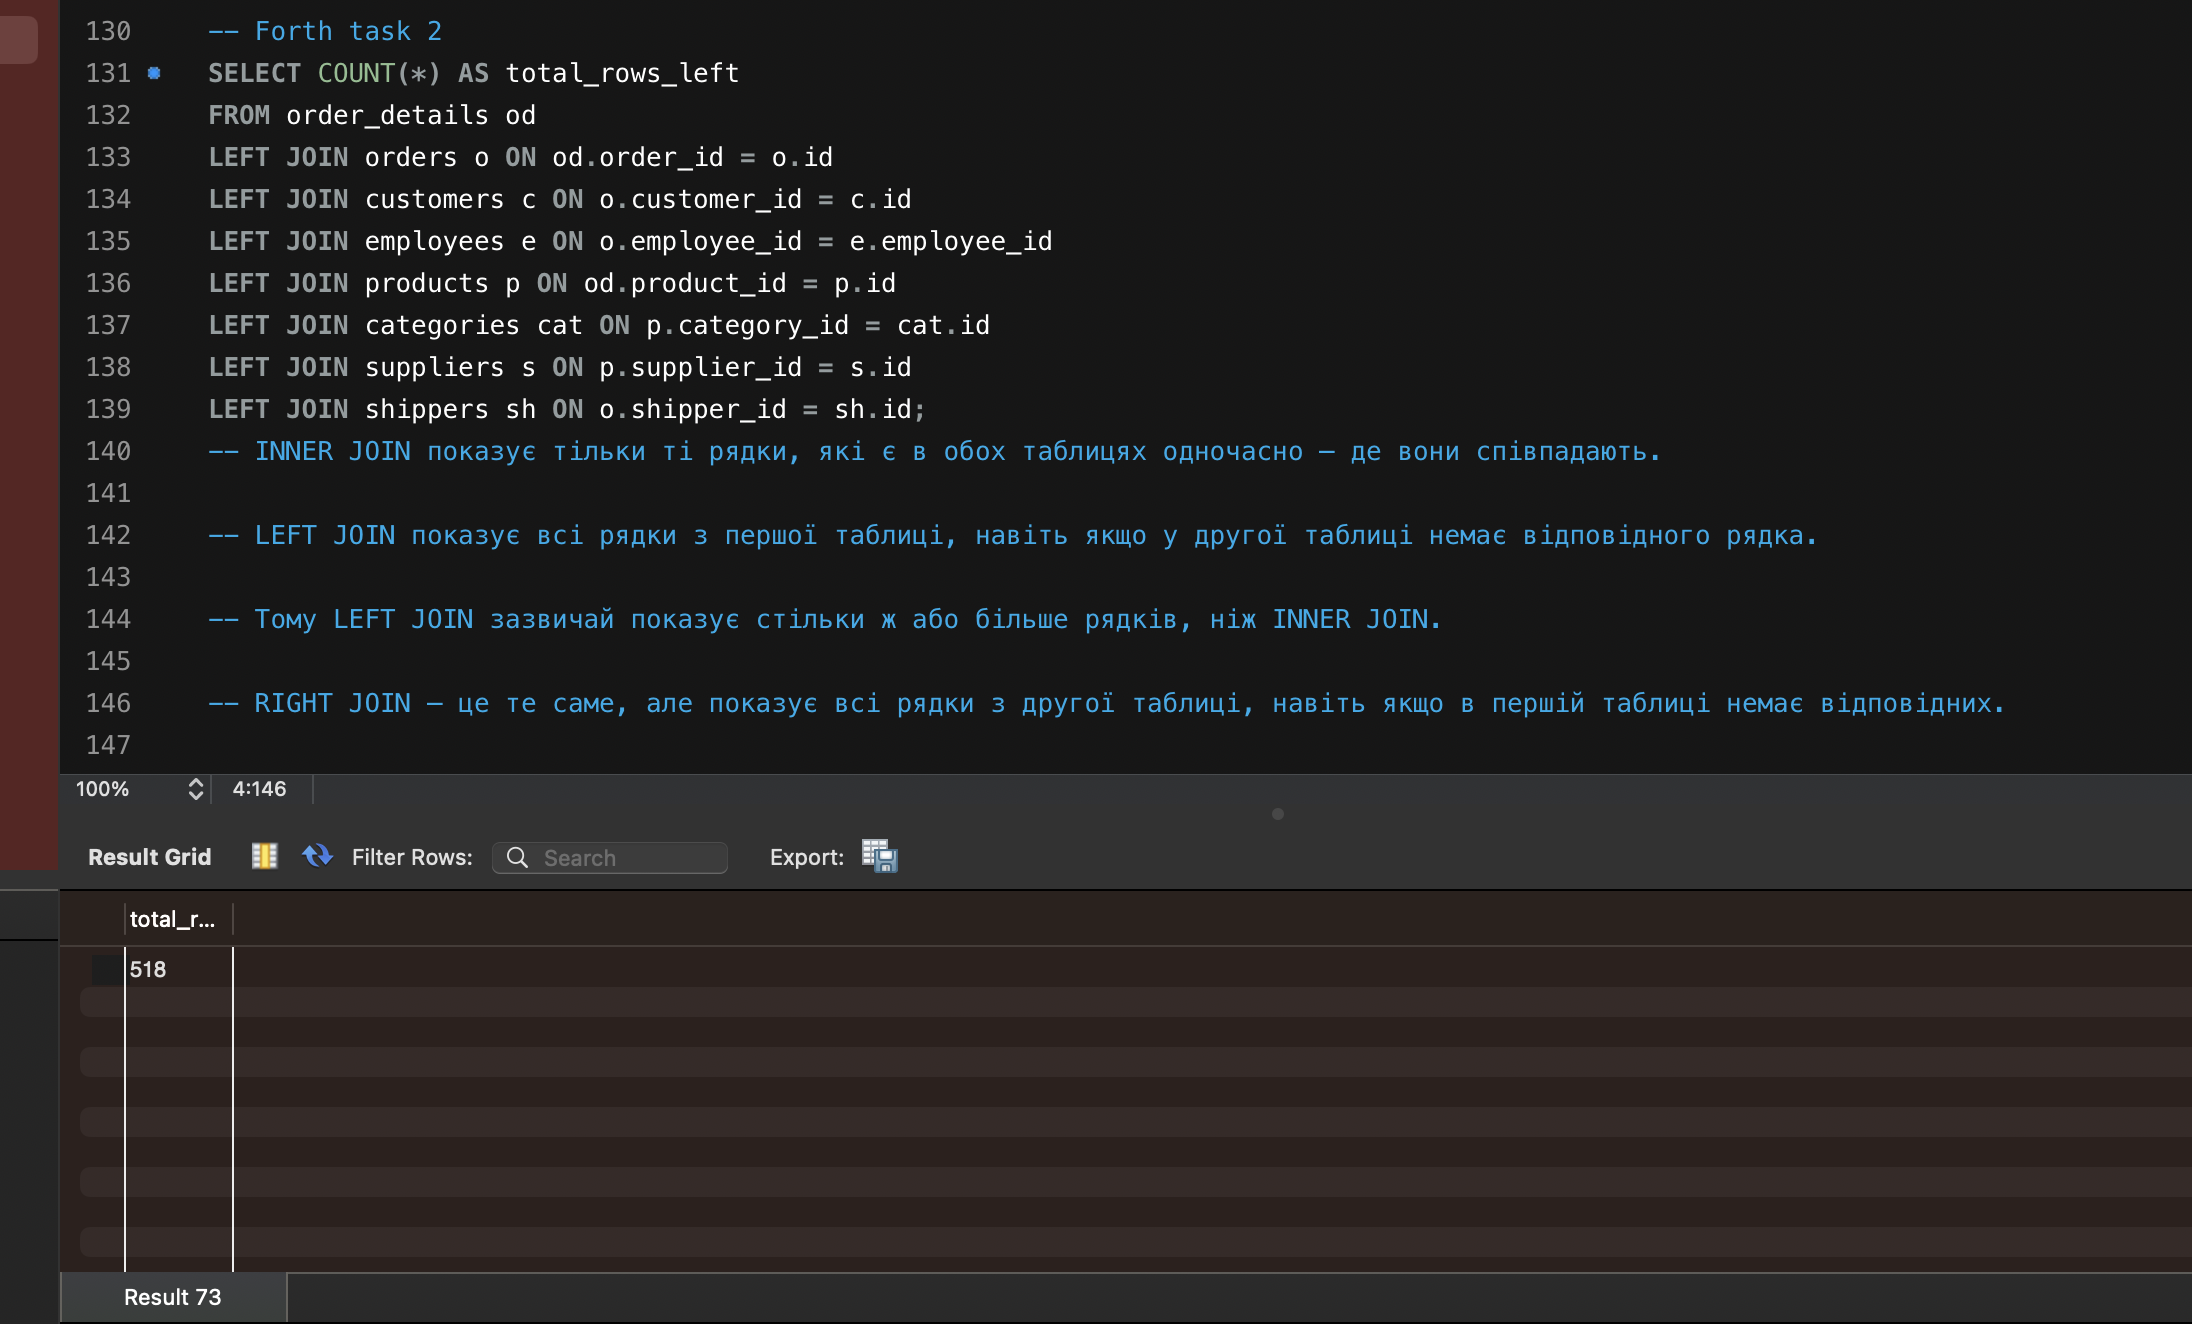 130 -- Forth task 2
131 SELECT COUNT(*) AS total_rows_left
132 FROM order_details od
133 LEFT JOIN orders o ON od.order_id = o.id
134 LEFT JOIN customers c ON o.customer_id = c.id
135 LEFT JOIN employees e ON o.employee_id = e.employee_id
136 LEFT JOIN products p ON od.product_id = p.id
137 LEFT JOIN categories cat ON p.category_id = cat.id
138 LEFT JOIN suppliers s ON p.supplier_id = s.id
139 LEFT JOIN shippers sh ON o.shipper_id = sh.id;
140 -- INNER JOIN показує тільки ті рядки, які є в обох таблицях одночасно — де вони співпадають.
141
142 -- LEFT JOIN показує всі рядки з першої таблиці, навіть якщо у другої таблиці немає відповідного рядка.
143
144 -- Тому LEFT JOIN зазвичай показує стільки ж або більше рядків, ніж INNER JOIN.
145
146 -- RIGHT JOIN — це те саме, але показує всі рядки з другої таблиці, навіть якщо в першій таблиці немає відповідних.
147
100% 4:146
Result Grid Filter Rows: Search Export:
total_r...
518
Result 73